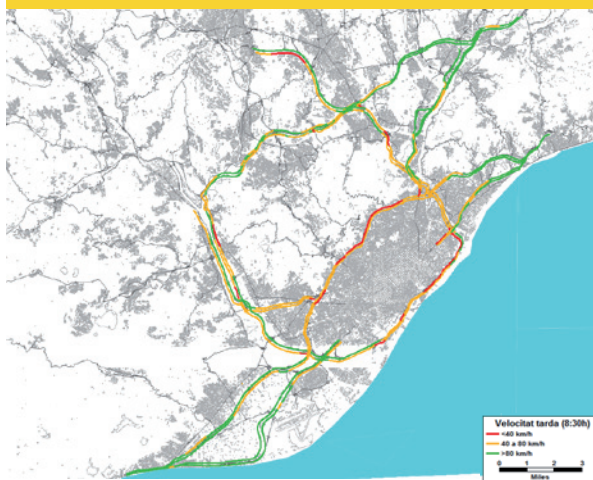 Velocitat tarda (8:30h)
<40 km/h
40 a 80 km/h
>80 km/h
0 1 2 3
Miles